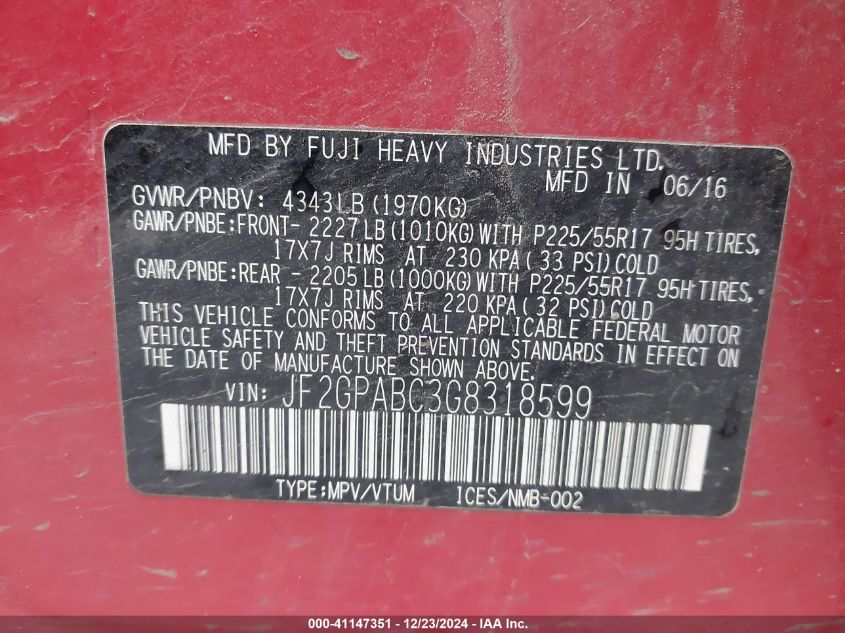 MFD BY FUJI HEAVY INDUSTRIES LTD.
MFD IN 06/16
GVWR/PNBV: 4343LB (1970KG)
GAWR/PNBE:FRONT- 2227 LB (1010KG) WITH P225/55R17 95H TIRES,
17X7J RIMS AT 230 KPA ( 33 PSI) COLD
GAWR/PNBE:REAR - 2205 LB (1000KG) WITH P225/55R17 95H TIRES,
17X7J RIMS AT 220 KPA ( 32 PSI) COLD
THIS VEHICLE CONFORMS TO ALL APPLICABLE FEDERAL MOTOR
VEHICLE SAFETY AND THEFT PREVENTION STANDARDS IN EFFECT ON
THE DATE OF MANUFACTURE SHOWN ABOVE.
VIN: JF2GPABC3G8318599
TYPE:MPV/VTUM ICES/NMB-002
000-41147351 - 12/23/2024 - IAA Inc.